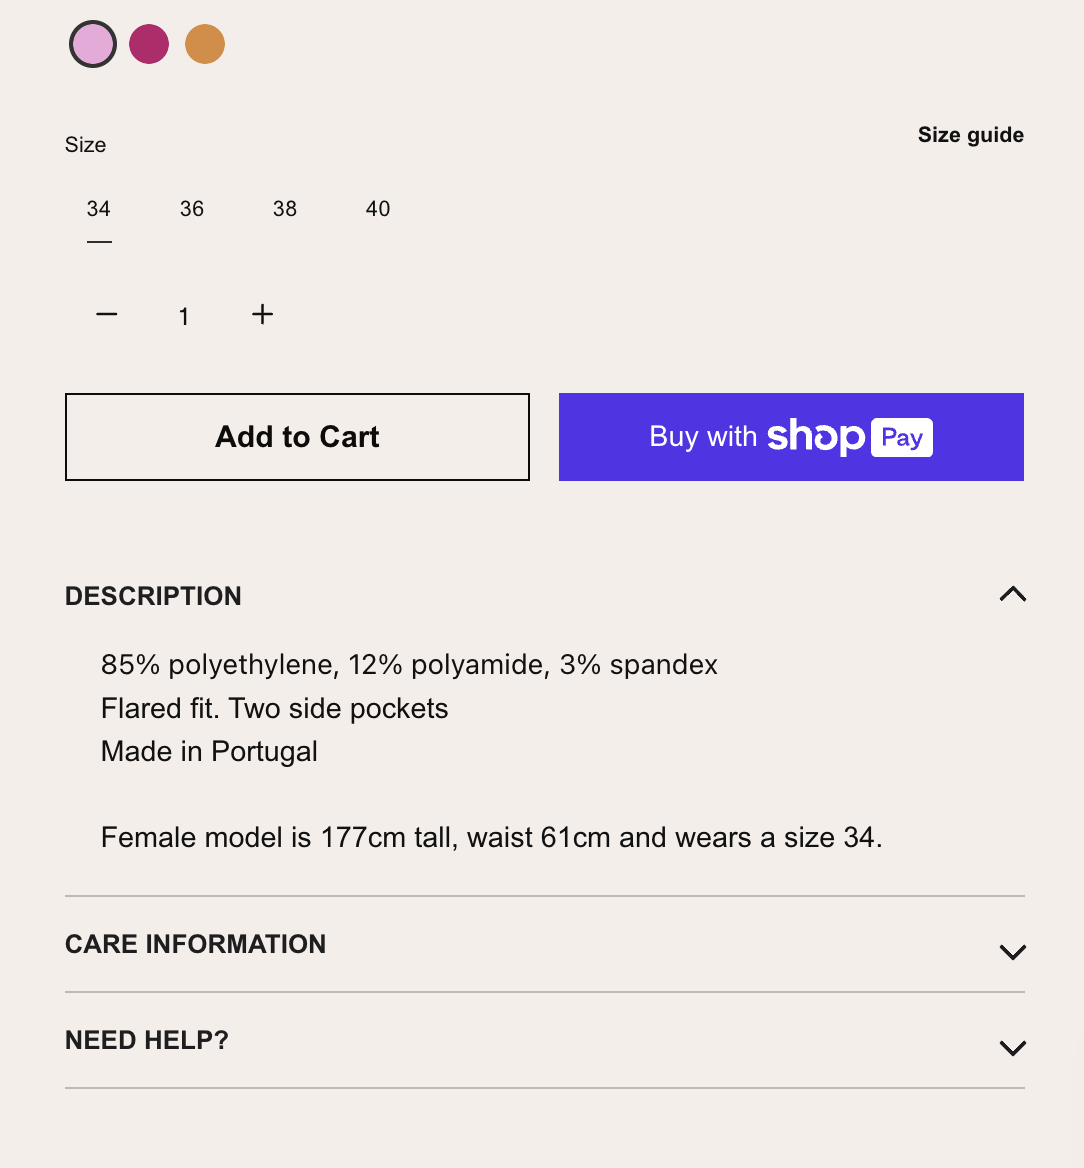 Size
Size guide
34 36 38 40
1
Add to Cart
Buy with shop Pay
DESCRIPTION
85% polyethylene, 12% polyamide, 3% spandex
Flared fit. Two side pockets
Made in Portugal
Female model is 177cm tall, waist 61cm and wears a size 34.
CARE INFORMATION
NEED HELP?